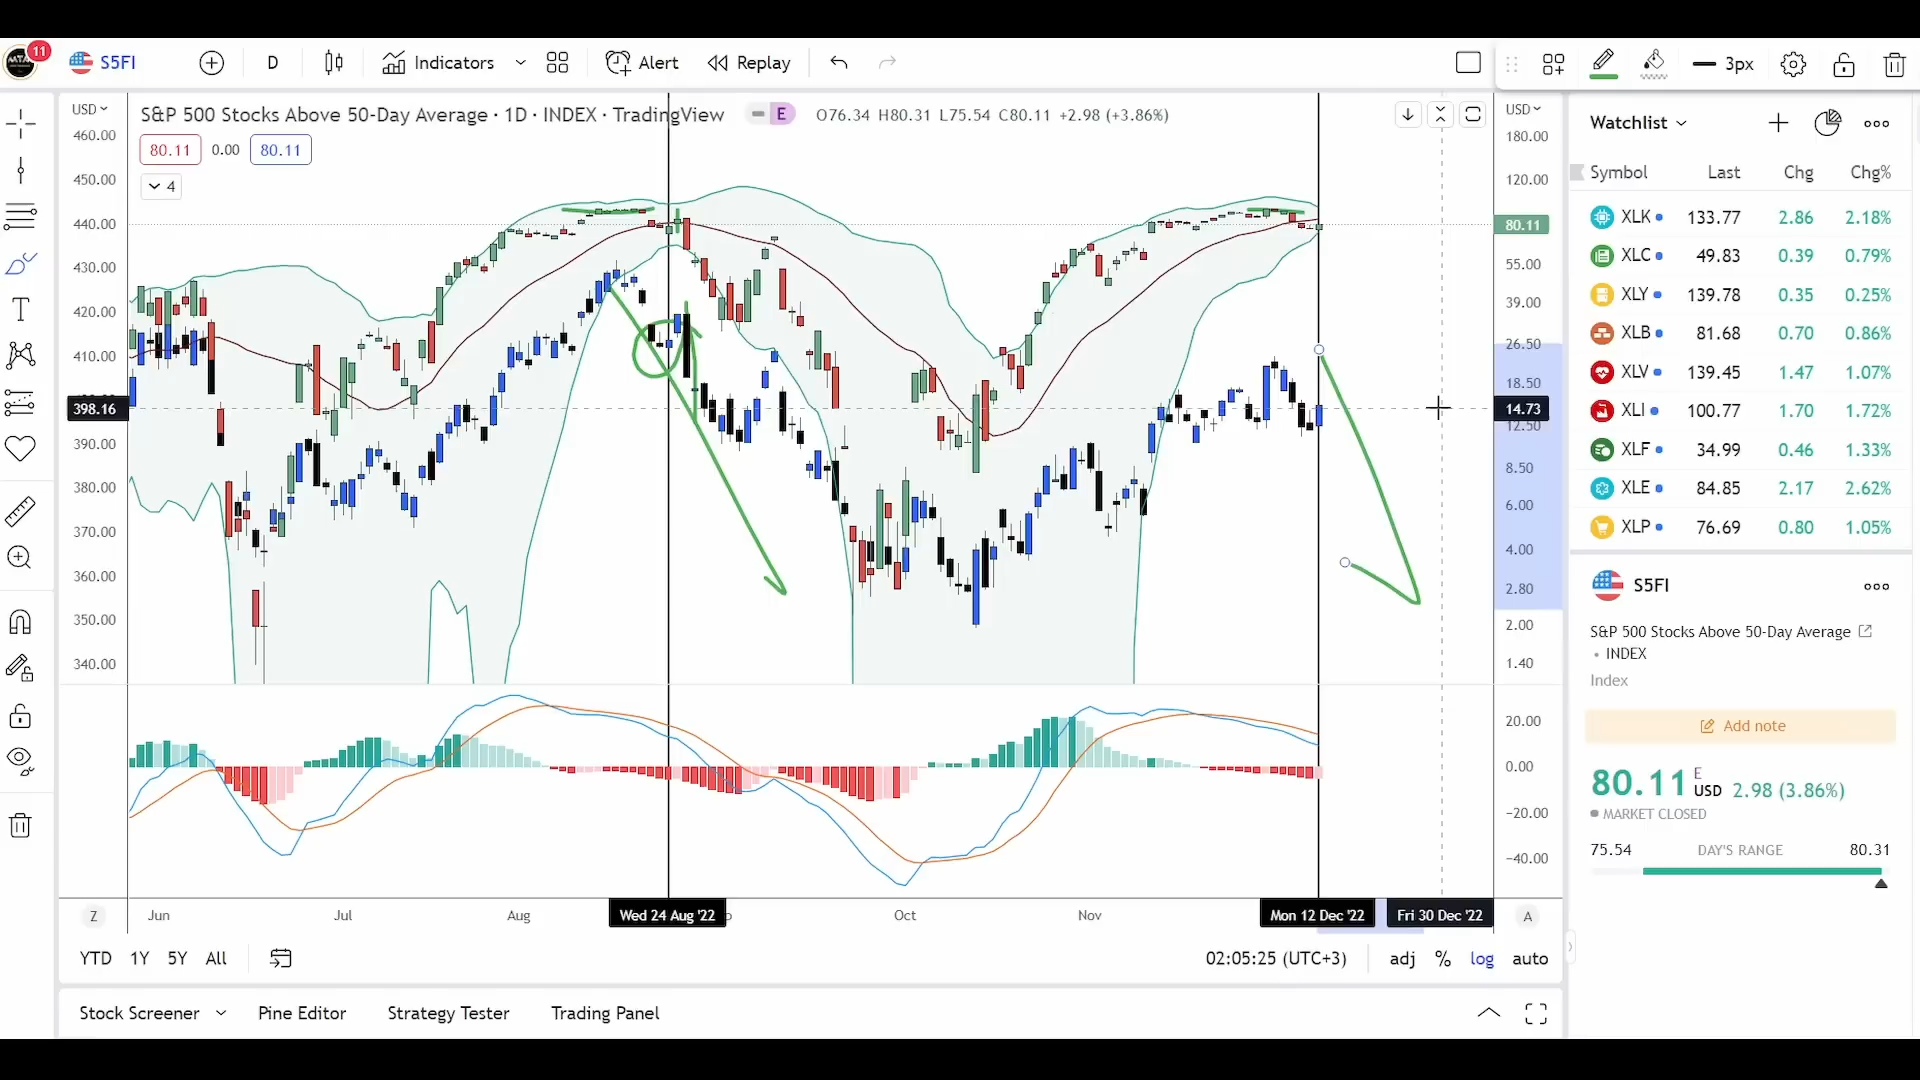 11
S5FI
D
Indicators
Alert
Replay
3px
USD
S&P 500 Stocks Above 50-Day Average · 1D · INDEX · TradingView
E
O76.34 H80.31 L75.54 C80.11 +2.98 (+3.86%)
80.11 0.00 80.11
4
460.00
450.00
440.00
430.00
420.00
410.00
398.16
390.00
380.00
370.00
360.00
350.00
340.00
USD
180.00
120.00
80.11
55.00
39.00
26.50
18.50
14.73
12.50
8.50
6.00
4.00
2.80
2.00
1.40
20.00
0.00
−20.00
−40.00
Z
Jun
Jul
Aug
Wed 24 Aug '22
Oct
Nov
Mon 12 Dec '22
Fri 30 Dec '22
A
YTD 1Y 5Y All
02:05:25 (UTC+3)
adj % log auto
Stock Screener
Pine Editor
Strategy Tester
Trading Panel
Watchlist
Symbol Last Chg Chg%
XLK 133.77 2.86 2.18%
XLC 49.83 0.39 0.79%
XLY 139.78 0.35 0.25%
XLB 81.68 0.70 0.86%
XLV 139.45 1.47 1.07%
XLI 100.77 1.70 1.72%
XLF 34.99 0.46 1.33%
XLE 84.85 2.17 2.62%
XLP 76.69 0.80 1.05%
S5FI
S&P 500 Stocks Above 50-Day Average
• INDEX
Index
Add note
80.11 E USD 2.98 (3.86%)
MARKET CLOSED
75.54 DAY'S RANGE 80.31